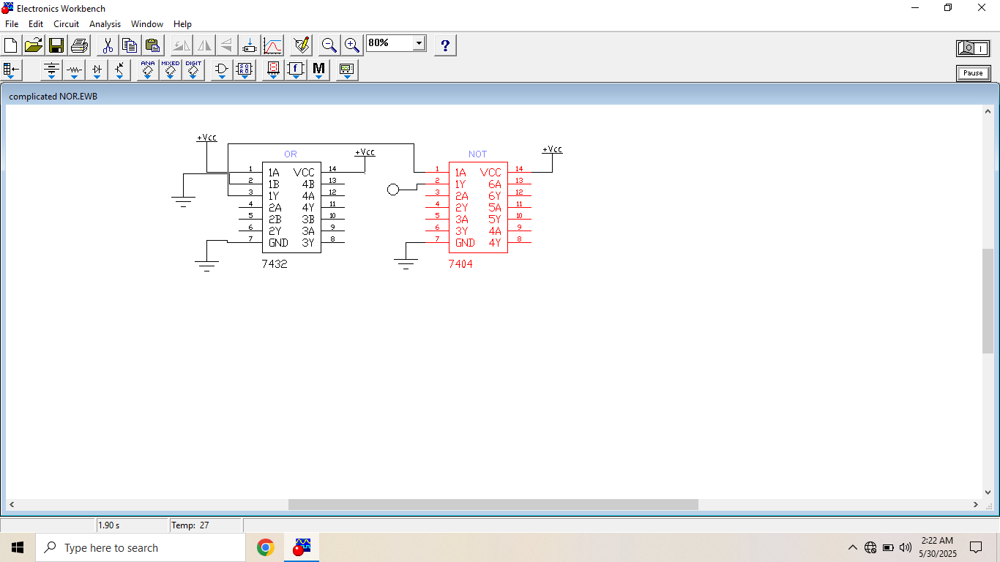 Electronics Workbench
File Edit Circuit Analysis Window Help
80% ?
ANA MIXED DIGIT f M
Pause
complicated NOR.EWB
+Vcc
OR +Vcc
1 1A VCC 14
2 1B 4B 13
3 1Y 4A 12
4 2A 4Y 11
5 2B 3B 10
6 2Y 3A 9
7 GND 3Y 8
7432
NOT +Vcc
1 1A VCC 14
2 1Y 6A 13
3 2A 6Y 12
4 2Y 5A 11
5 3A 5Y 10
6 3Y 4A 9
7 GND 4Y 8
7404
1.90 s Temp: 27
Type here to search
2:22 AM
5/30/2025